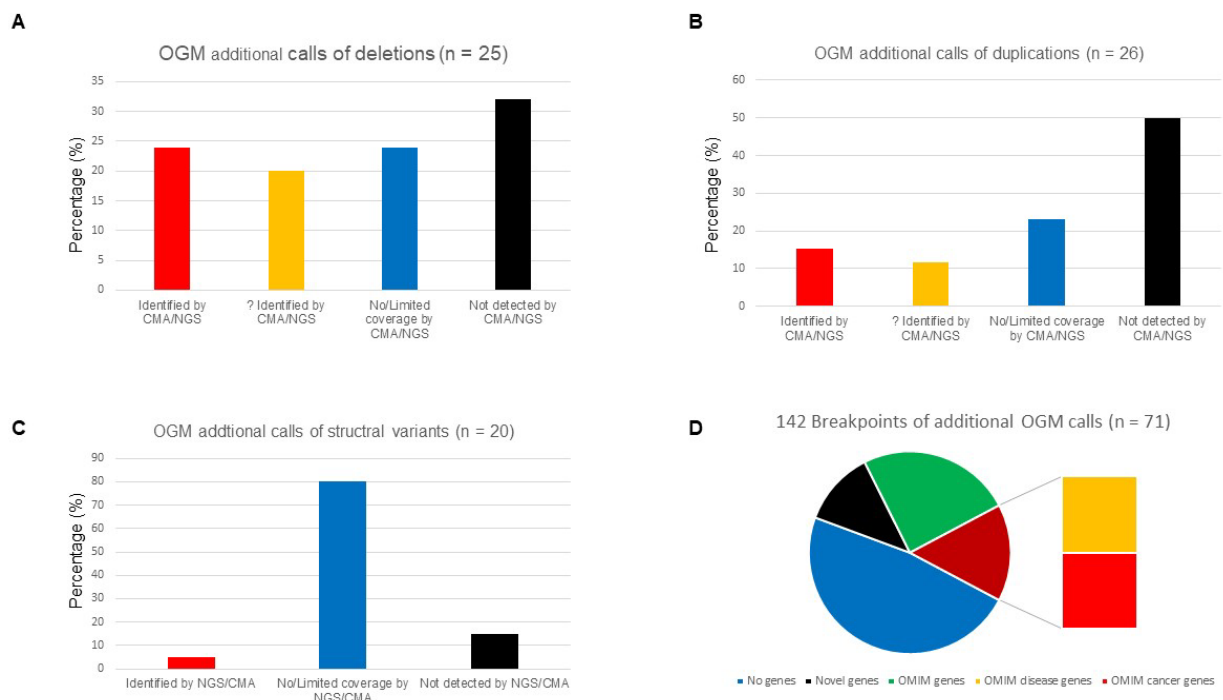 A
OGM additional calls of deletions (n = 25)
Percentage (%)
35
30
25
20
15
10
5
0
Identified by
CMA/NGS
? Identified by
CMA/NGS
No/Limited
coverage by
CMA/NGS
Not detected by
CMA/NGS
B
OGM additional calls of duplications (n = 26)
Percentage (%)
60
50
40
30
20
10
0
Identified by
CMA/NGS
? Identified by
CMA/NGS
No/Limited coverage
by CMA/NGS
Not detected by
CMA/NGS
C
OGM addtional calls of structral variants (n = 20)
Percentage (%)
90
80
70
60
50
40
30
20
10
0
Identified by NGS/CMA
No/Limited coverage by
NGS/CMA
Not detected by NGS/CMA
D
142 Breakpoints of additional OGM calls (n = 71)
No genes
Novel genes
OMIM genes
OMIM disease genes
OMIM cancer genes